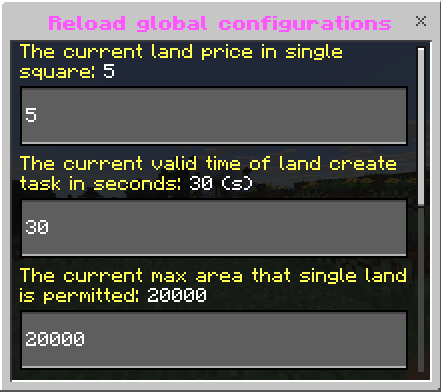 Reload global configurations
The current land price in single
square: 5
5
The current valid time of land create
task in seconds: 30 (s)
30
The current max area that single land
is permitted: 20000
20000